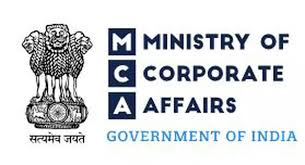 MINISTRY OF
CORPORATE
AFFAIRS
GOVERNMENT OF INDIA
सत्यमेव जयते